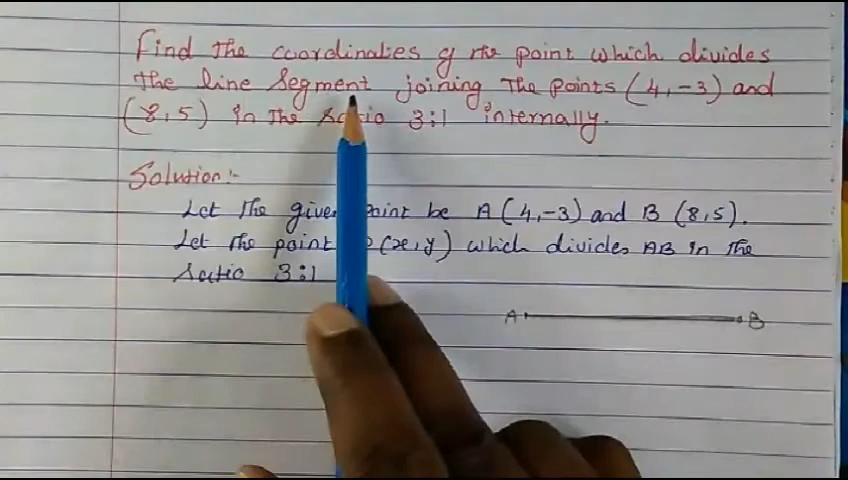 Find the coordinates of the point which divides
the line segment joining the points (4,-3) and
(8,5) in the ratio 3:1 internally.
Solution:-
Let the given point be A(4,-3) and B(8,5).
Let the point P(x,y) which divides AB in the
ratio 3:1
A B